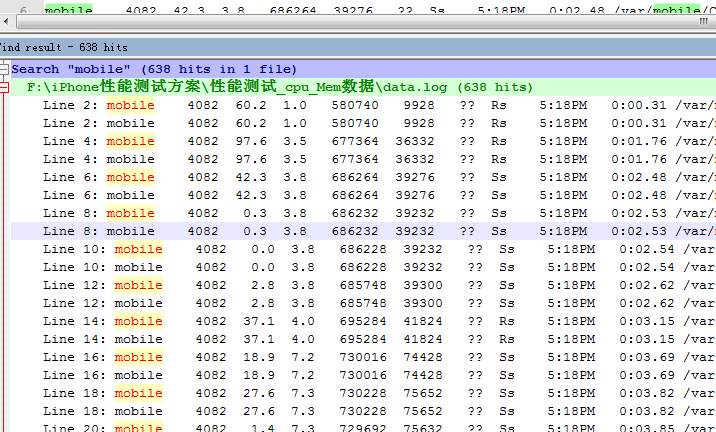 6 mobile 4082 42.3 3.8 686264 39276 ?? Ss 5:18PM 0:02.48 /var/mobile/C
ind result - 638 hits
Search "mobile" (638 hits in 1 file)
F:\iPhone性能测试方案\性能测试_cpu_Mem数据\data.log (638 hits)
Line 2: mobile 4082 60.2 1.0 580740 9928 ?? Rs 5:18PM 0:00.31 /var/
Line 2: mobile 4082 60.2 1.0 580740 9928 ?? Rs 5:18PM 0:00.31 /var/
Line 4: mobile 4082 97.6 3.5 677364 36332 ?? Rs 5:18PM 0:01.76 /var/
Line 4: mobile 4082 97.6 3.5 677364 36332 ?? Rs 5:18PM 0:01.76 /var/
Line 6: mobile 4082 42.3 3.8 686264 39276 ?? Ss 5:18PM 0:02.48 /var/
Line 6: mobile 4082 42.3 3.8 686264 39276 ?? Ss 5:18PM 0:02.48 /var/
Line 8: mobile 4082 0.3 3.8 686232 39232 ?? Ss 5:18PM 0:02.53 /var/
Line 8: mobile 4082 0.3 3.8 686232 39232 ?? Ss 5:18PM 0:02.53 /var/
Line 10: mobile 4082 0.0 3.8 686228 39232 ?? Ss 5:18PM 0:02.54 /var
Line 10: mobile 4082 0.0 3.8 686228 39232 ?? Ss 5:18PM 0:02.54 /var
Line 12: mobile 4082 2.8 3.8 685748 39300 ?? Ss 5:18PM 0:02.62 /var
Line 12: mobile 4082 2.8 3.8 685748 39300 ?? Ss 5:18PM 0:02.62 /var
Line 14: mobile 4082 37.1 4.0 695284 41824 ?? Rs 5:18PM 0:03.15 /var
Line 14: mobile 4082 37.1 4.0 695284 41824 ?? Rs 5:18PM 0:03.15 /var
Line 16: mobile 4082 18.9 7.2 730016 74428 ?? Ss 5:18PM 0:03.69 /var
Line 16: mobile 4082 18.9 7.2 730016 74428 ?? Ss 5:18PM 0:03.69 /var
Line 18: mobile 4082 27.6 7.3 730228 75652 ?? Ss 5:18PM 0:03.82 /var
Line 18: mobile 4082 27.6 7.3 730228 75652 ?? Ss 5:18PM 0:03.82 /var
Line 20: mobile 4082 1.4 7.3 729692 75632 ?? Ss 5:18PM 0:03.85 /var